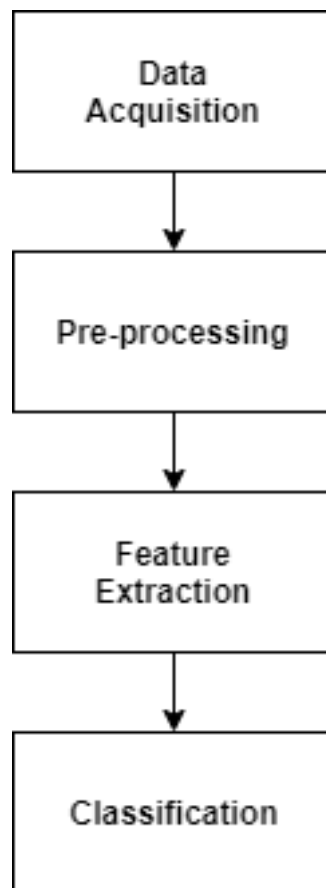 Data
Acquisition
Pre-processing
Feature
Extraction
Classification